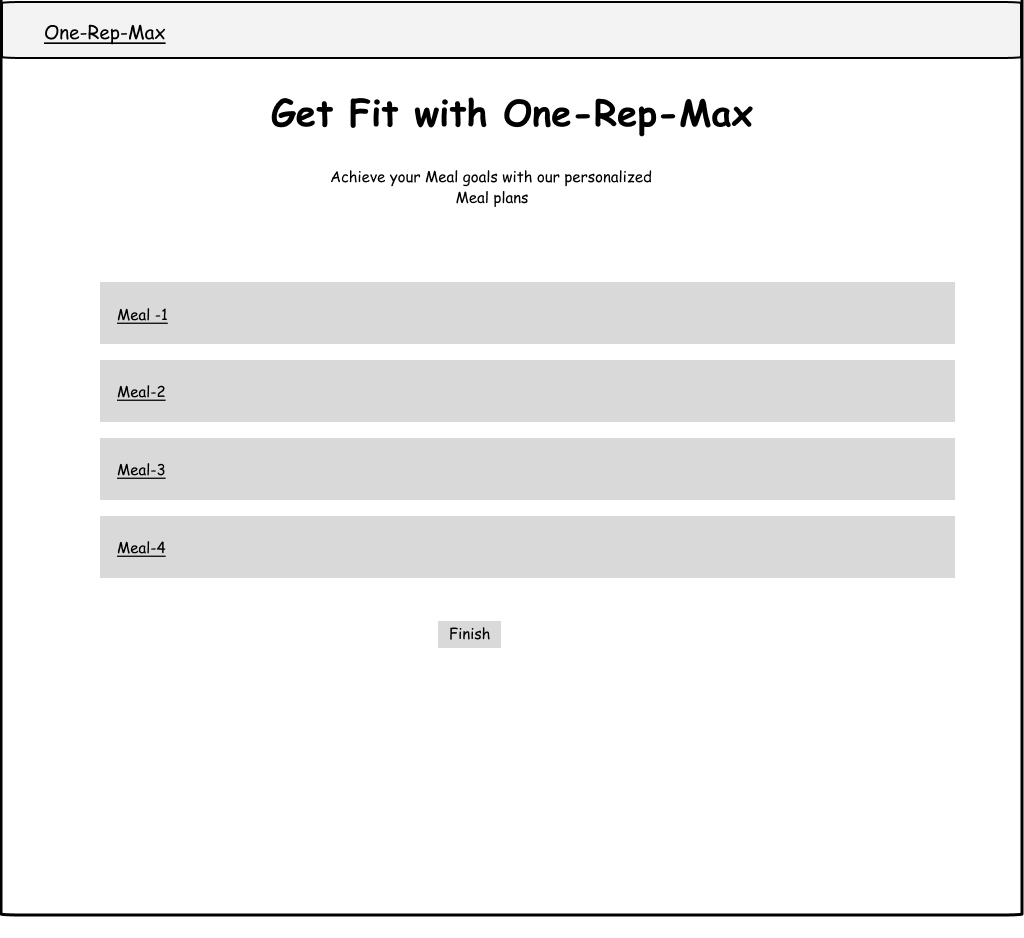 One-Rep-Max
Get Fit with One-Rep-Max
Achieve your Meal goals with our personalized
Meal plans
Meal -1
Meal-2
Meal-3
Meal-4
Finish